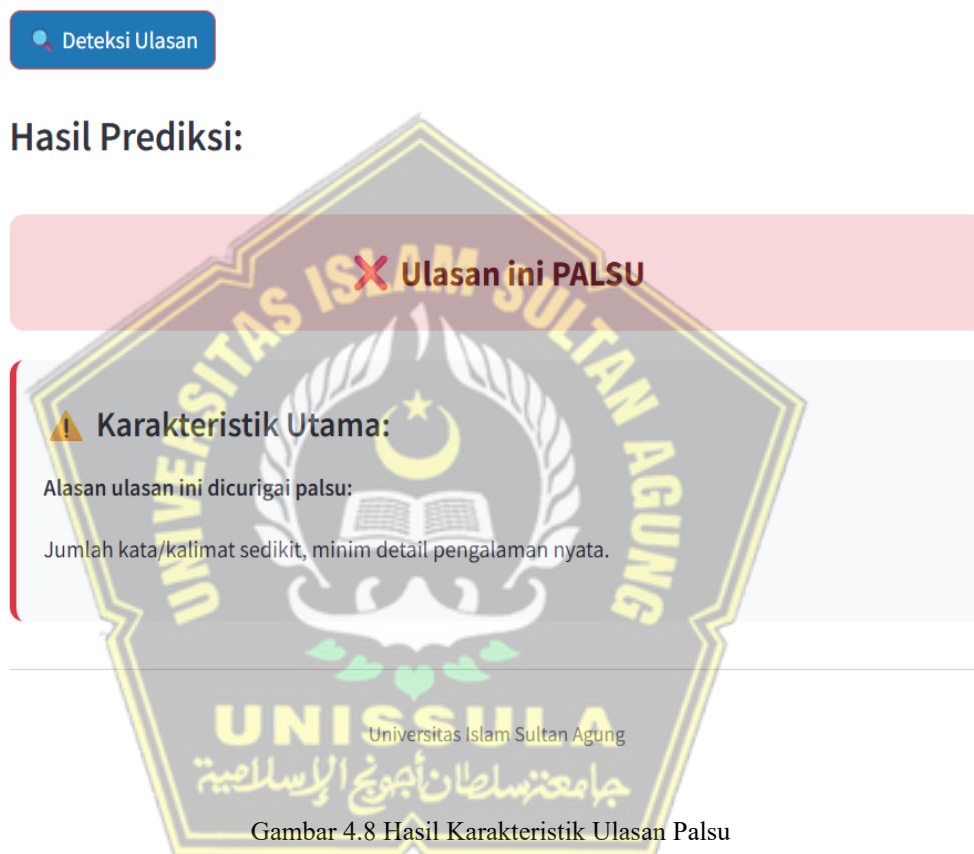 🔍 Deteksi Ulasan
Hasil Prediksi:
❌ Ulasan ini PALSU
⚠️ Karakteristik Utama:
Alasan ulasan ini dicurigai palsu:
Jumlah kata/kalimat sedikit, minim detail pengalaman nyata.
UNIVERSITAS ISLAM SULTAN AGUNG
UNISSULA
Universitas Islam Sultan Agung
جامعتنسلطان أجونج الإسلامية
Gambar 4.8 Hasil Karakteristik Ulasan Palsu